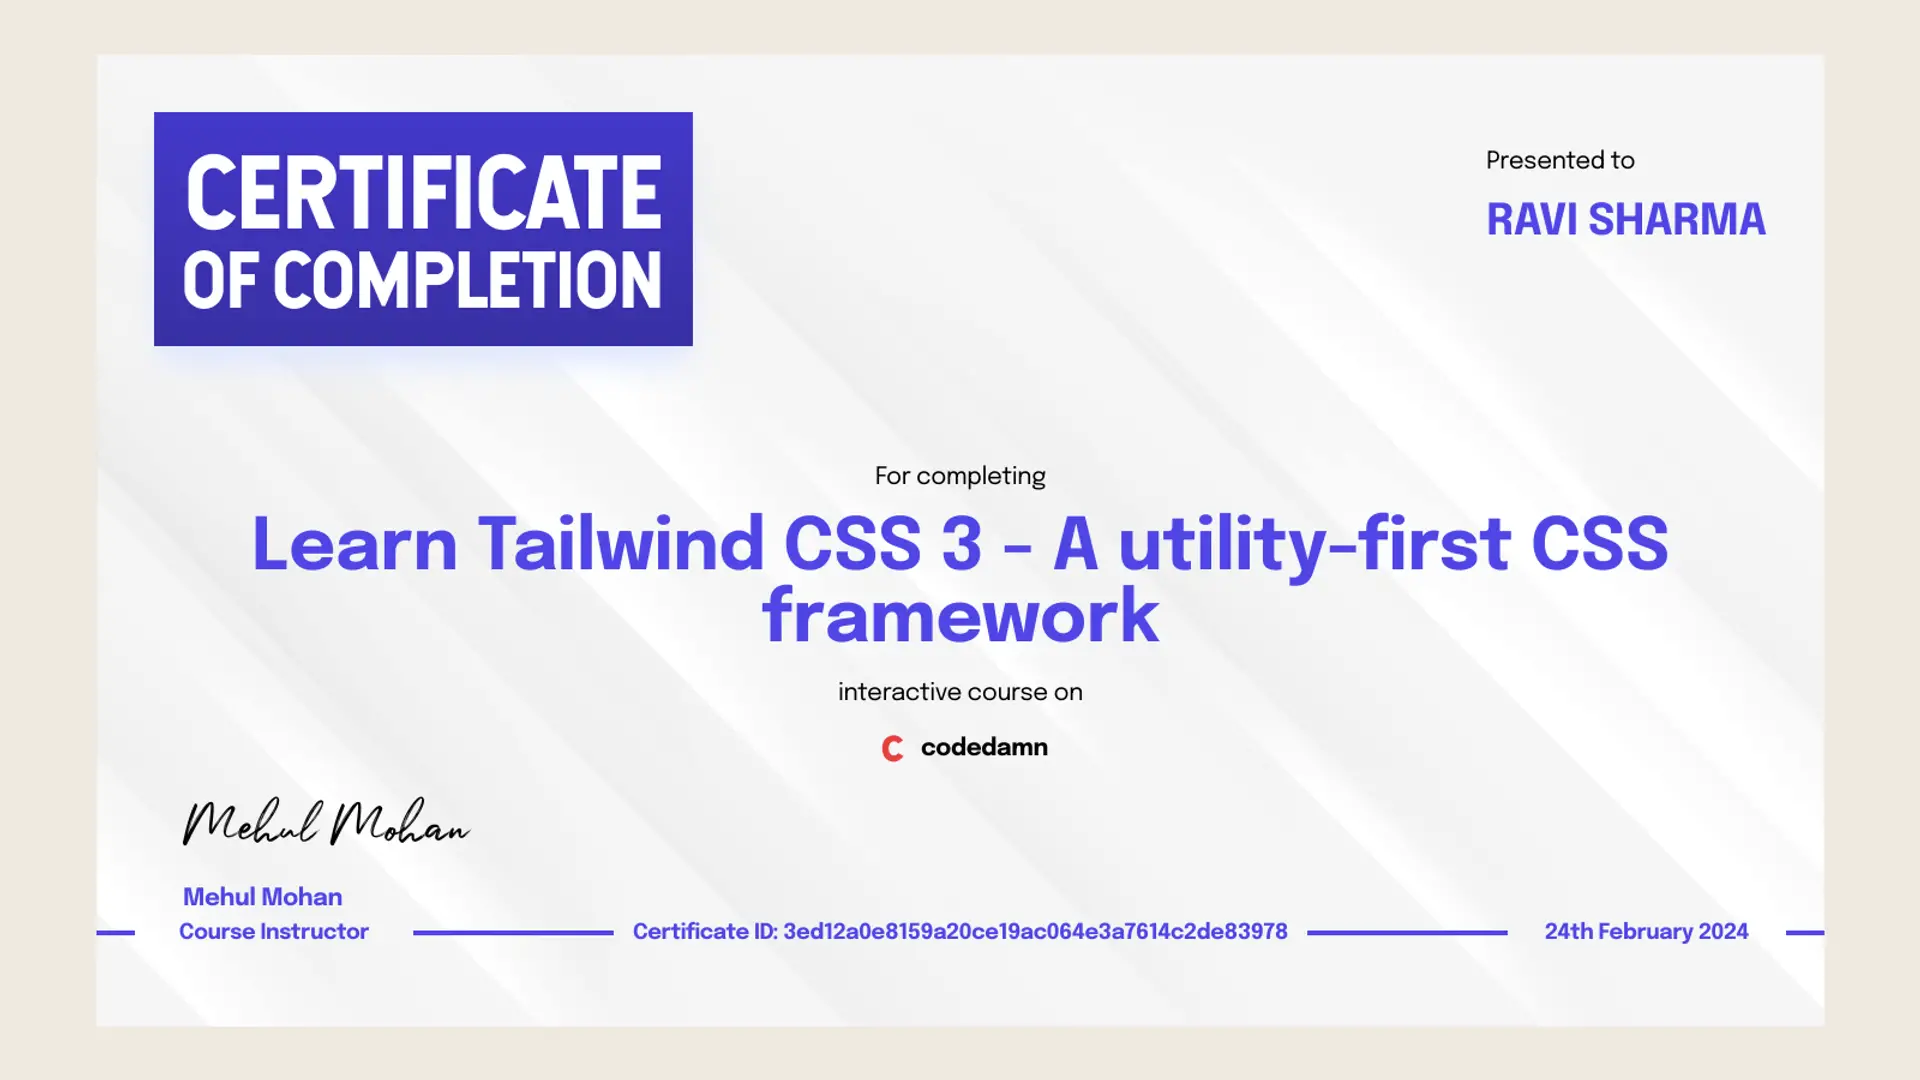 CERTIFICATE
OF COMPLETION
Presented to
RAVI SHARMA
For completing
Learn Tailwind CSS 3 - A utility-first CSS
framework
interactive course on
C codedamn
Mehul Mohan
Mehul Mohan
Course Instructor
Certificate ID: 3ed12a0e8159a20ce19ac064e3a7614c2de83978
24th February 2024